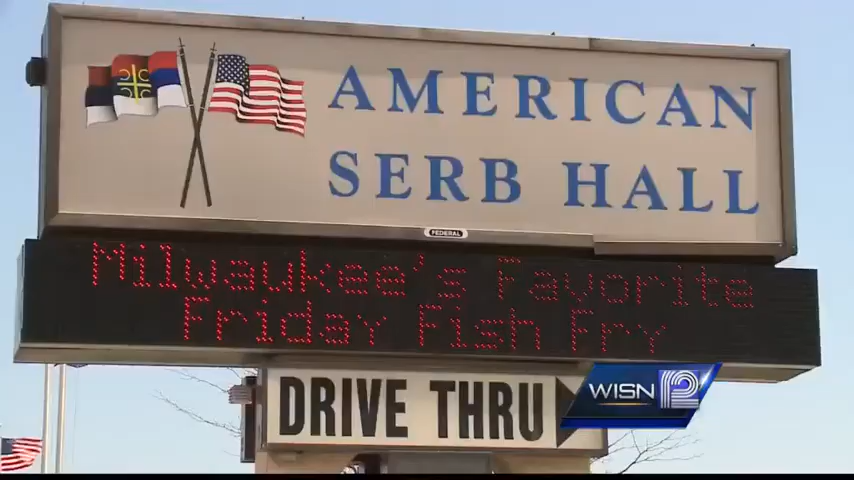 AMERICAN
SERB HALL
FEDERAL
Milwaukee's Favorite
Friday Fish Fry
DRIVE THRU
WISN 12